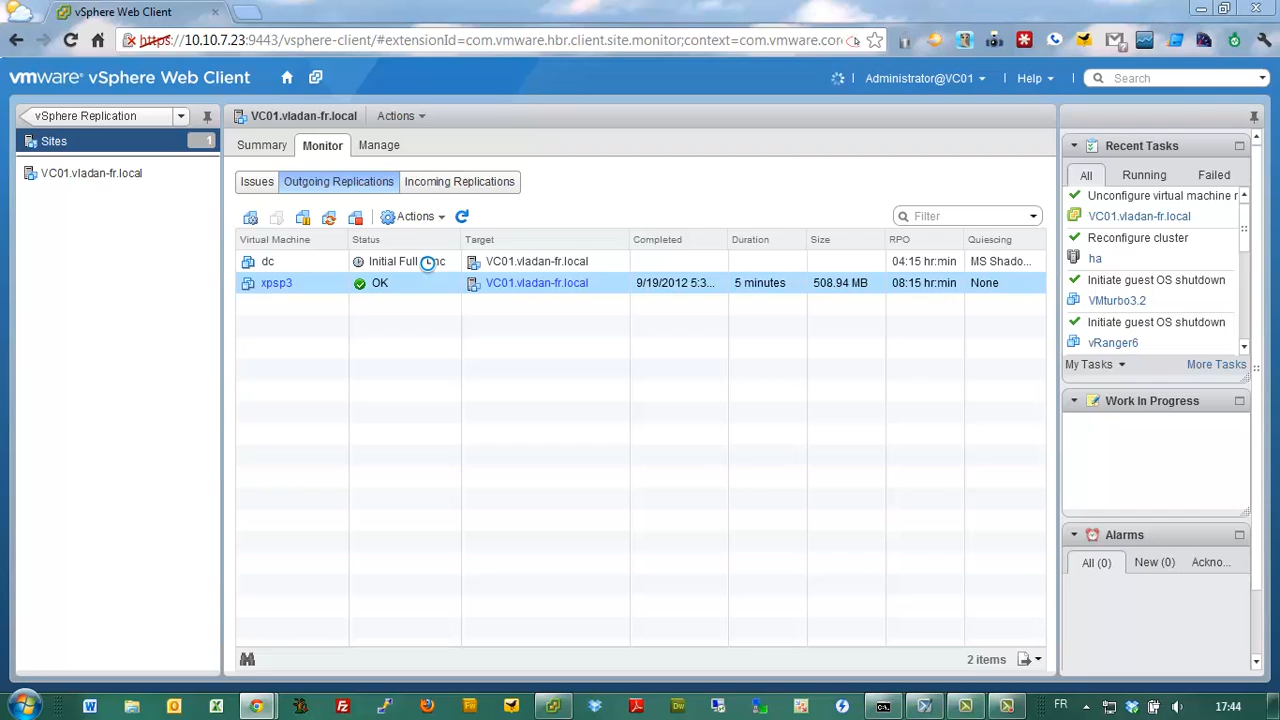 vSphere Web Client
https://10.10.7.23:9443/vsphere-client/#extensionId=com.vmware.hbr.client.site.monitor;context=com.vmware.core
vmware vSphere Web Client
Administrator@VC01
Help
Search
vSphere Replication
Sites
1
VC01.vladan-fr.local
VC01.vladan-fr.local
Actions
Summary
Monitor
Manage
Issues
Outgoing Replications
Incoming Replications
Actions
Filter
Virtual Machine Status Target Completed Duration Size RPO Quiescing
dc Initial Full VC01.vladan-fr.local 04:15 hr:min MS Shado...
xpsp3 OK VC01.vladan-fr.local 9/19/2012 5:3... 5 minutes 508.94 MB 08:15 hr:min None
2 items
Recent Tasks
All Running Failed
Unconfigure virtual machine r
VC01.vladan-fr.local
Reconfigure cluster
ha
Initiate guest OS shutdown
VMturbo3.2
Initiate guest OS shutdown
vRanger6
My Tasks
More Tasks
Work In Progress
Alarms
All (0) New (0) Ackno...
FR
17:44